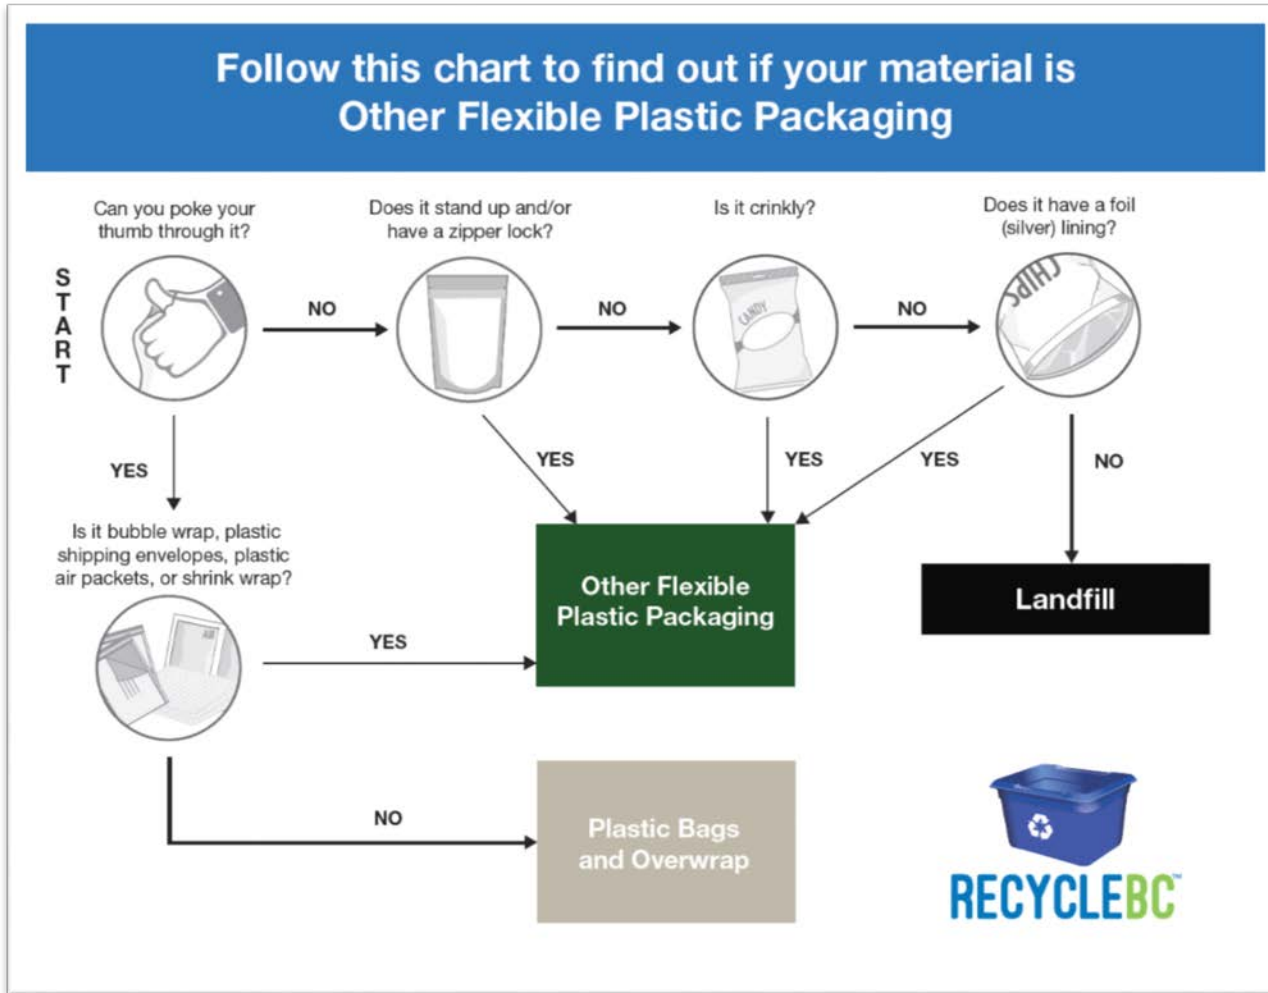 Follow this chart to find out if your material is
Other Flexible Plastic Packaging
Can you poke your
thumb through it?
Does it stand up and/or
have a zipper lock?
Is it crinkly?
Does it have a foil
(silver) lining?
START
NO
NO
CANDY
NO
CHIPS
YES
YES
YES
YES
NO
Is it bubble wrap, plastic
shipping envelopes, plastic
air packets, or shrink wrap?
AIR
YES
Other Flexible
Plastic Packaging
Landfill
NO
Plastic Bags
and Overwrap
RECYCLEBC™